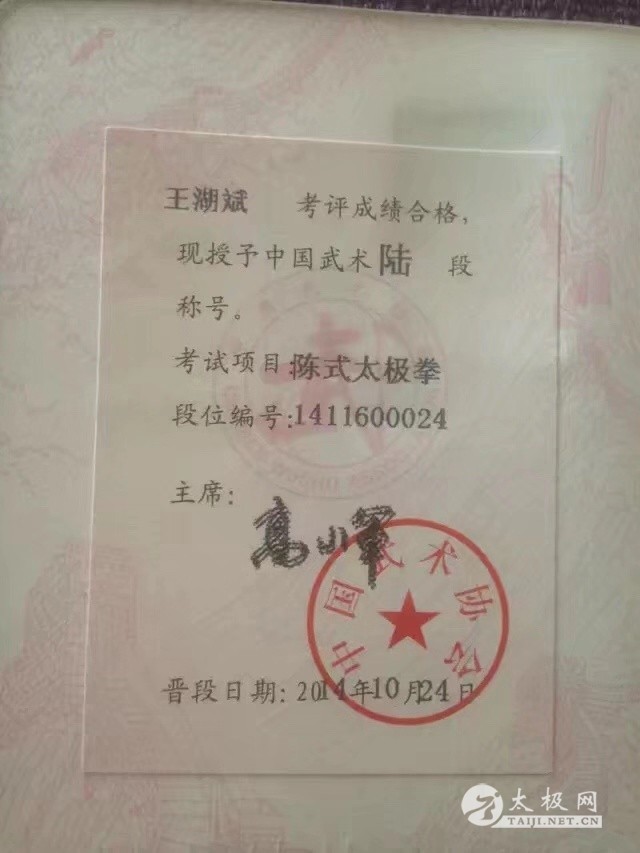 王湖斌 考评成绩合格，
现授予中国武术陆 段
称号。
考试项目:陈式太极拳
段位编号:1411600024
主席:
高小军
中国武术协会
晋段日期: 2014年10月24日
太极网
TAIJI.NET.CN